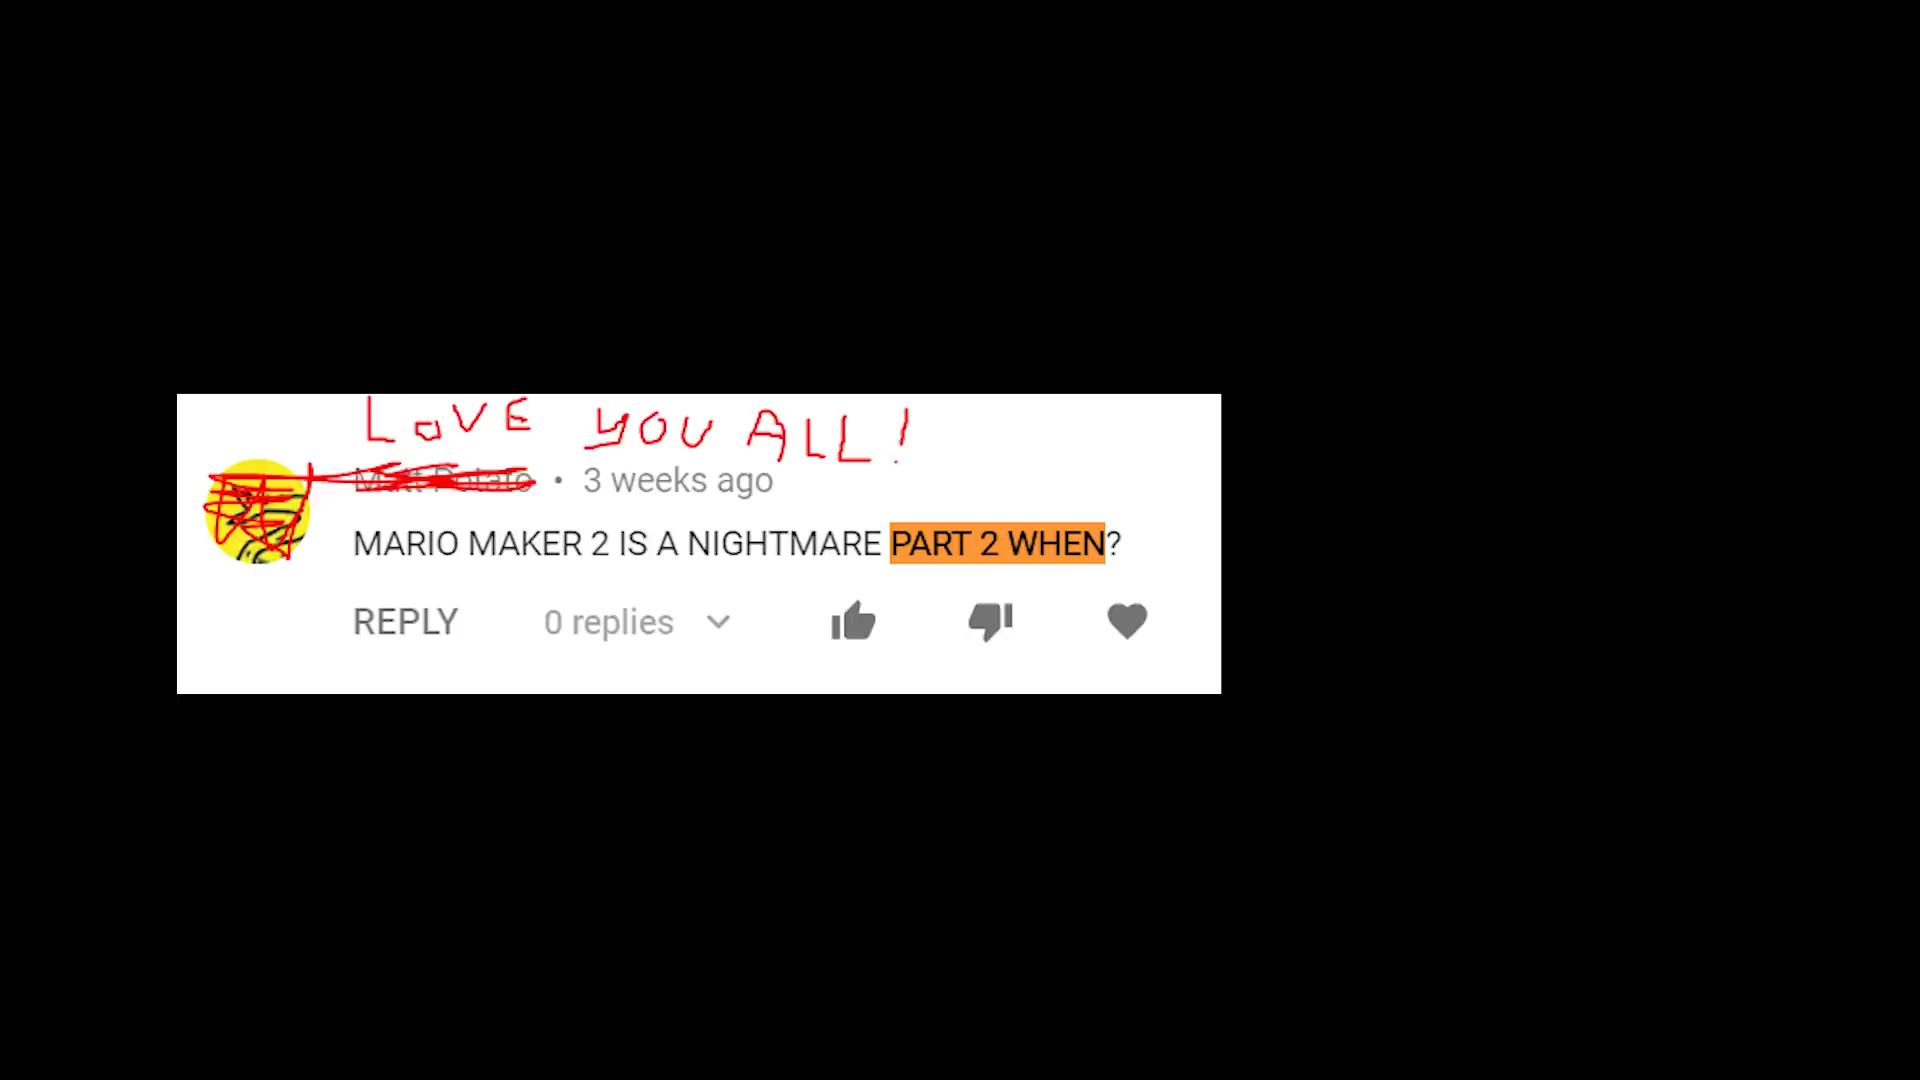 LOVE YOU ALL!
• 3 weeks ago
MARIO MAKER 2 IS A NIGHTMARE PART 2 WHEN?
REPLY 0 replies